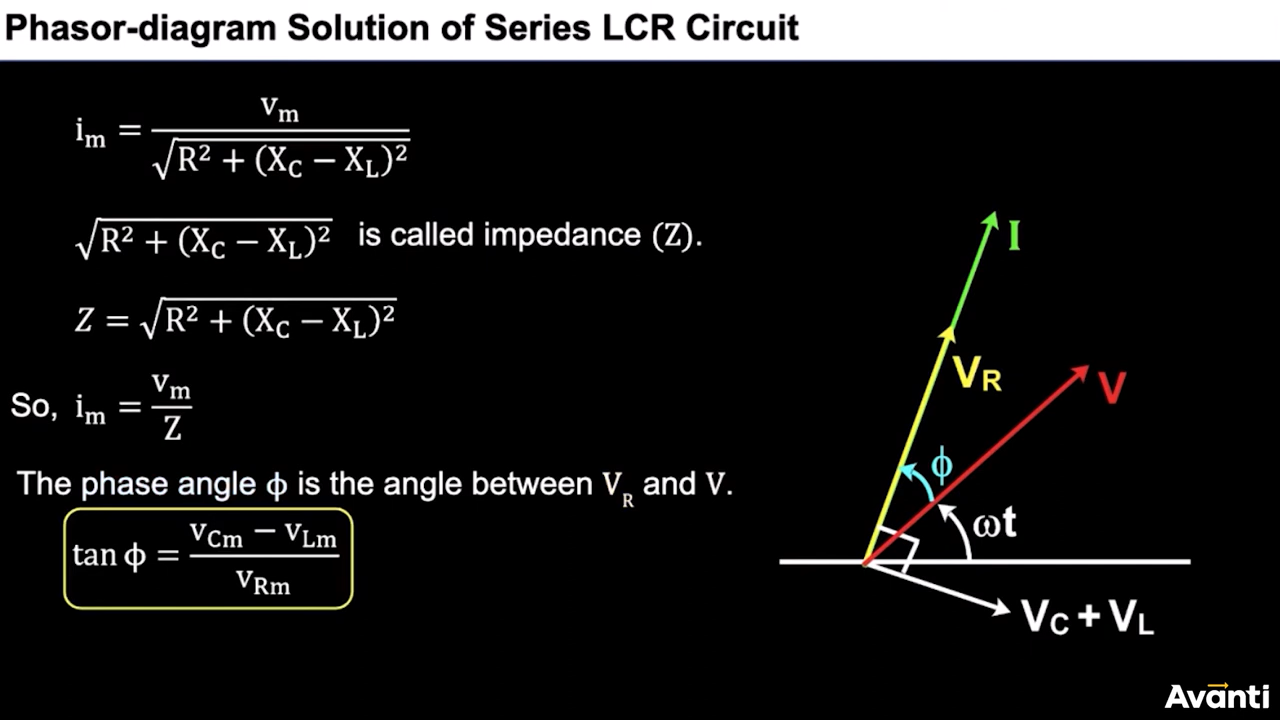 Phasor-diagram Solution of Series LCR Circuit
i_m = v_m / √(R² + (X_C − X_L)²)
√(R² + (X_C − X_L)²) is called impedance (Z).
Z = √(R² + (X_C − X_L)²)
So, i_m = v_m / Z
The phase angle ϕ is the angle between V_R and V.
tan ϕ = (v_Cm − v_Lm) / v_Rm
I
V_R
V
ϕ
ωt
V_C + V_L
Avanti